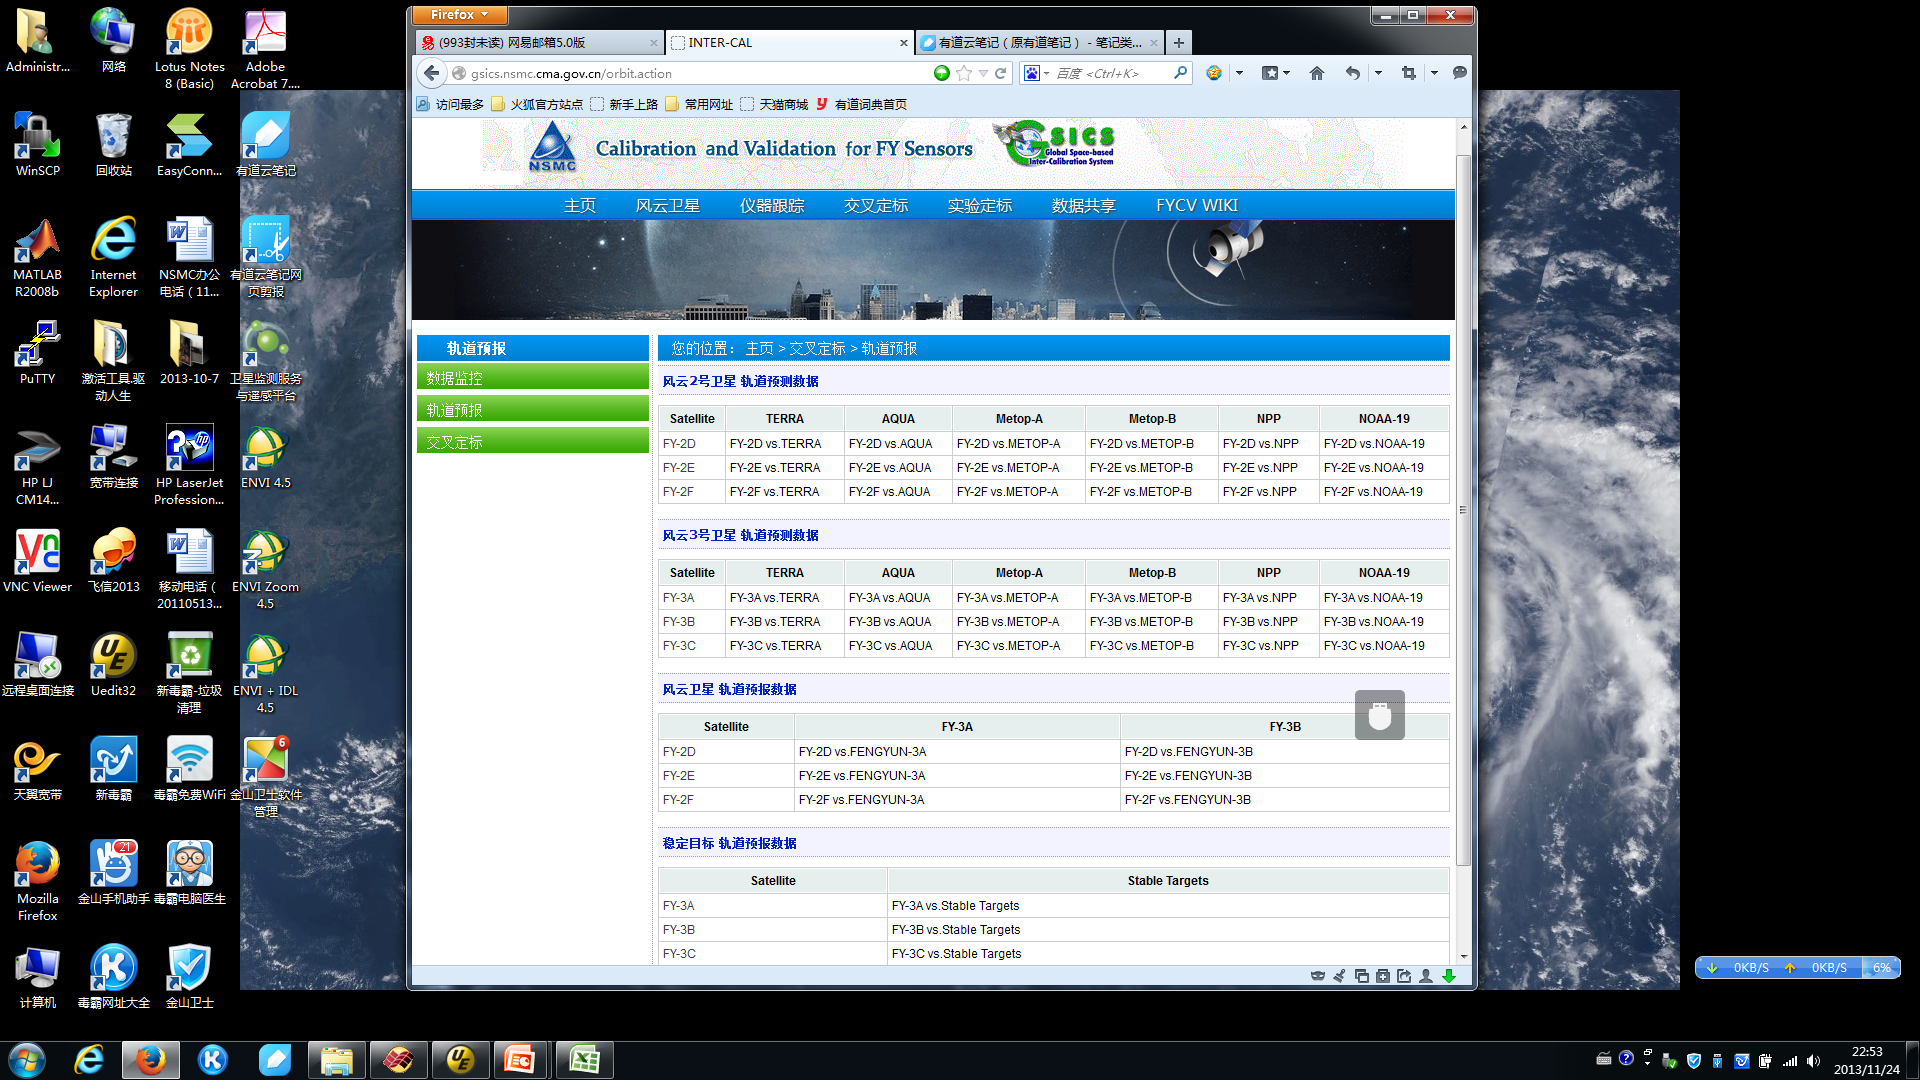 Administr...
网络
Lotus Notes
8 (Basic)
Adobe
Acrobat 7....
WinSCP
回收站
EasyConn...
有道云笔记
MATLAB
R2008b
Internet
Explorer
NSMC办公
电话（11...
有道云笔记网
页剪报
PuTTY
激活工具.驱
动人生
2013-10-7
卫星监测服务
与遥感平台
HP LJ
CM14...
宽带连接
HP LaserJet
Profession...
ENVI 4.5
VNC Viewer
飞信2013
移动电话（
20110513...
ENVI Zoom
4.5
远程桌面连接
Uedit32
新毒霸-垃圾
清理
ENVI + IDL
4.5
天翼宽带
新毒霸
毒霸免费WiFi
6
金山卫士软件
管理
Mozilla
Firefox
21
金山手机助手
毒霸电脑医生
计算机
毒霸网址大全
金山卫士
Firefox
(993封未读) 网易邮箱5.0版
INTER-CAL
有道云笔记（原有道笔记） - 笔记类...
gsics.nsmc.cma.gov.cn/orbit.action
百度 <Ctrl+K>
访问最多 火狐官方站点 新手上路 常用网址 天猫商城 有道词典首页
NSMC
Calibration and Validation for FY Sensors
GSICS
Global Space-based
Inter-Calibration System
主页 风云卫星 仪器跟踪 交叉定标 实验定标 数据共享 FYCV WIKI
轨道预报
数据监控
轨道预报
交叉定标
您的位置： 主页 > 交叉定标 > 轨道预报
风云2号卫星 轨道预测数据
Satellite TERRA AQUA Metop-A Metop-B NPP NOAA-19
FY-2D FY-2D vs.TERRA FY-2D vs.AQUA FY-2D vs.METOP-A FY-2D vs.METOP-B FY-2D vs.NPP FY-2D vs.NOAA-19
FY-2E FY-2E vs.TERRA FY-2E vs.AQUA FY-2E vs.METOP-A FY-2E vs.METOP-B FY-2E vs.NPP FY-2E vs.NOAA-19
FY-2F FY-2F vs.TERRA FY-2F vs.AQUA FY-2F vs.METOP-A FY-2F vs.METOP-B FY-2F vs.NPP FY-2F vs.NOAA-19
风云3号卫星 轨道预测数据
Satellite TERRA AQUA Metop-A Metop-B NPP NOAA-19
FY-3A FY-3A vs.TERRA FY-3A vs.AQUA FY-3A vs.METOP-A FY-3A vs.METOP-B FY-3A vs.NPP FY-3A vs.NOAA-19
FY-3B FY-3B vs.TERRA FY-3B vs.AQUA FY-3B vs.METOP-A FY-3B vs.METOP-B FY-3B vs.NPP FY-3B vs.NOAA-19
FY-3C FY-3C vs.TERRA FY-3C vs.AQUA FY-3C vs.METOP-A FY-3C vs.METOP-B FY-3C vs.NPP FY-3C vs.NOAA-19
风云卫星 轨道预报数据
Satellite FY-3A FY-3B
FY-2D FY-2D vs.FENGYUN-3A FY-2D vs.FENGYUN-3B
FY-2E FY-2E vs.FENGYUN-3A FY-2E vs.FENGYUN-3B
FY-2F FY-2F vs.FENGYUN-3A FY-2F vs.FENGYUN-3B
稳定目标 轨道预报数据
Satellite Stable Targets
FY-3A FY-3A vs.Stable Targets
FY-3B FY-3B vs.Stable Targets
FY-3C FY-3C vs.Stable Targets
0KB/S 0KB/S 6%
22:53
2013/11/24